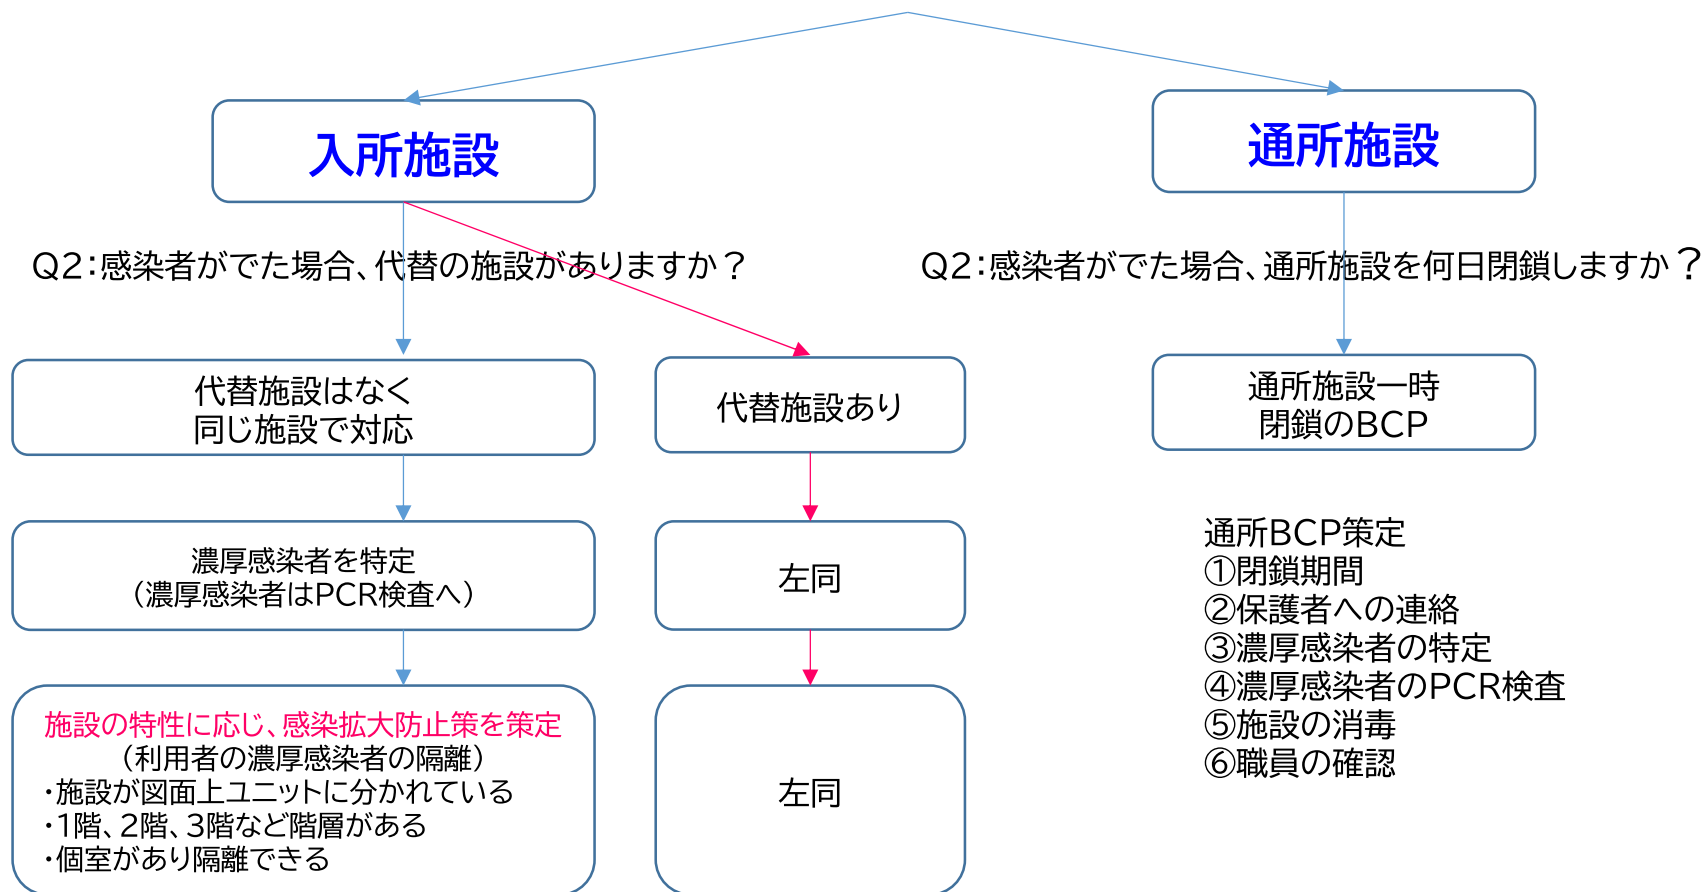 入所施設
通所施設
Q2：感染者がでた場合、代替の施設がありますか？
Q2：感染者がでた場合、通所施設を何日閉鎖しますか？
代替施設はなく
同じ施設で対応
代替施設あり
通所施設一時
閉鎖のBCP
濃厚感染者を特定
（濃厚感染者はPCR検査へ）
左同
通所BCP策定
①閉鎖期間
②保護者への連絡
③濃厚感染者の特定
④濃厚感染者のPCR検査
⑤施設の消毒
⑥職員の確認
施設の特性に応じ、感染拡大防止策を策定
（利用者の濃厚感染者の隔離）
・施設が図面上ユニットに分かれている
・1階、2階、3階など階層がある
・個室があり隔離できる
左同